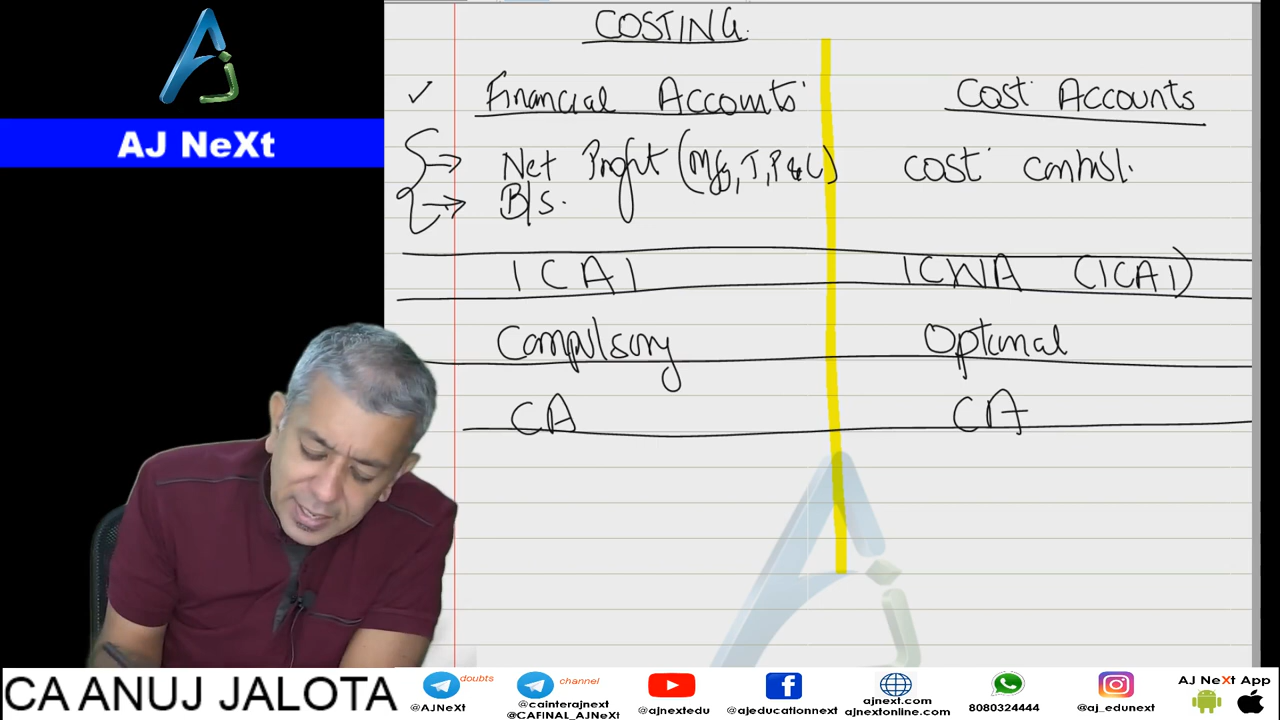 COSTING
✓ Financial Accounts
Cost Accounts
→ Net Profit (Mfg, T, P&L)
Cost Control.
→ B/s.
ICAI
ICWA (ICAI)
Compulsory
Optional
CA
CA
AJ NeXt
CA ANUJ JALOTA
doubts
@AJNeXt
channel
@cainterajnext
@CAFINAL_AJNeXt
@ajnextedu
@ajeducationnext
ajnext.com
ajnextonline.com
8080324444
@aj_edunext
AJ NeXt App